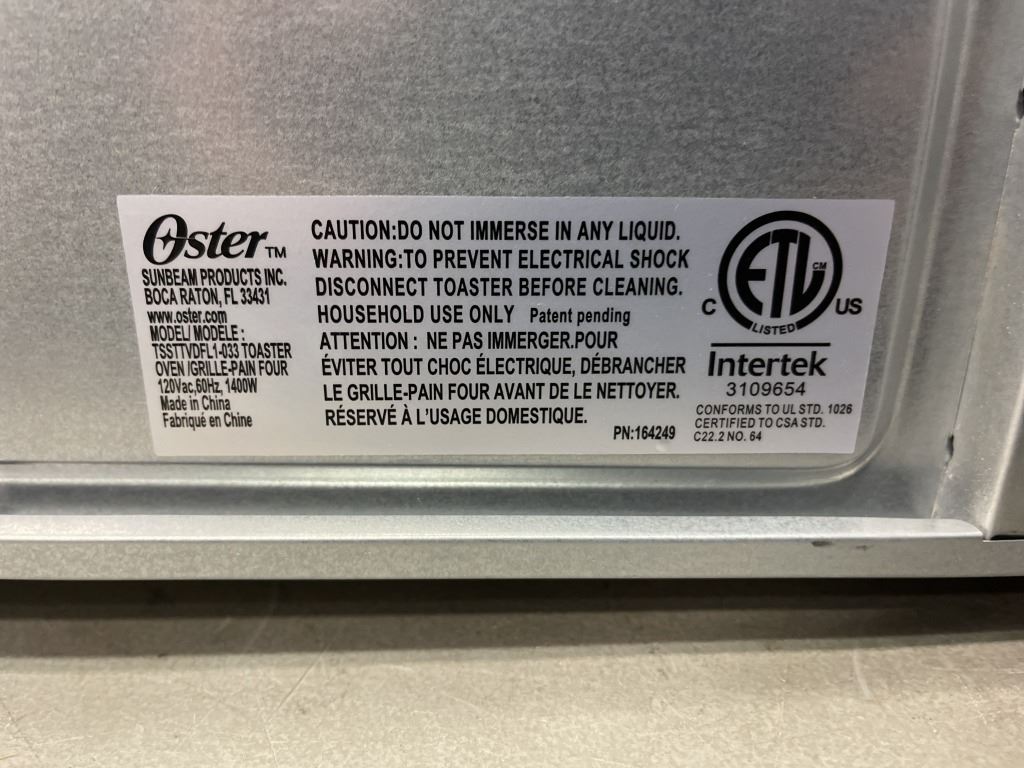 Oster™
SUNBEAM PRODUCTS INC.
BOCA RATON, FL 33431
www.oster.com
MODEL/ MODÈLE :
TSSTTVDFL1-033 TOASTER
OVEN /GRILLE-PAIN FOUR
120Vac,60Hz, 1400W
Made in China
Fabriqué en Chine
CAUTION:DO NOT IMMERSE IN ANY LIQUID.
WARNING:TO PREVENT ELECTRICAL SHOCK
DISCONNECT TOASTER BEFORE CLEANING.
HOUSEHOLD USE ONLY Patent pending
ATTENTION : NE PAS IMMERGER.POUR
ÉVITER TOUT CHOC ÉLECTRIQUE, DÉBRANCHER
LE GRILLE-PAIN FOUR AVANT DE LE NETTOYER.
RÉSERVÉ À L'USAGE DOMESTIQUE.
PN:164249
ETL CM
C US
LISTED
Intertek
3109654
CONFORMS TO UL STD. 1026
CERTIFIED TO CSA STD.
C22.2 NO. 64